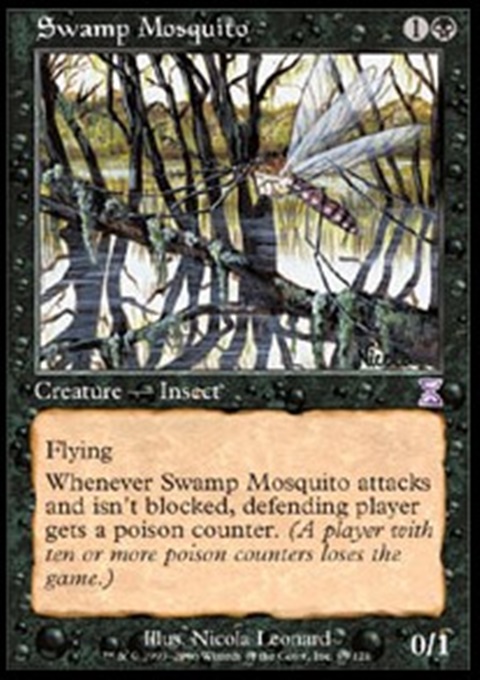 Swamp Mosquito 1
Nicola
Creature — Insect
Flying
Whenever Swamp Mosquito attacks
and isn't blocked, defending player
gets a poison counter. (A player with
ten or more poison counters loses the
game.)
Illus. Nicola Leonard
0/1